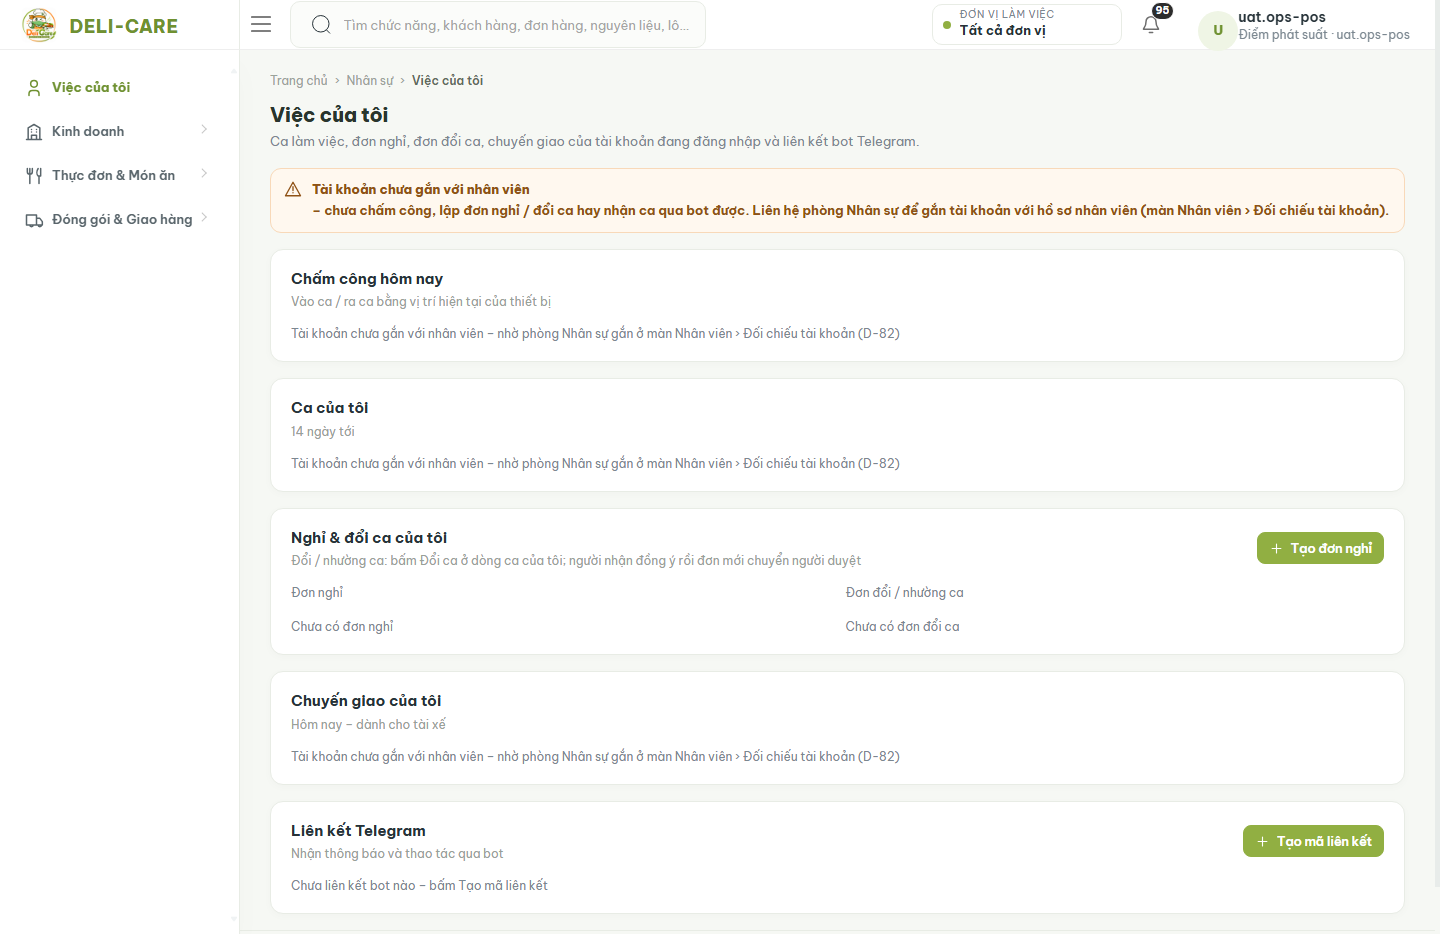 DELI-CARE
Tìm chức năng, khách hàng, đơn hàng, nguyên liệu, lô...
ĐƠN VỊ LÀM VIỆC
Tất cả đơn vị
95
U
uat.ops-pos
Điểm phát suất · uat.ops-pos
Việc của tôi
Kinh doanh
Thực đơn & Món ăn
Đóng gói & Giao hàng
Trang chủ > Nhân sự > Việc của tôi
Việc của tôi
Ca làm việc, đơn nghỉ, đơn đổi ca, chuyến giao của tài khoản đang đăng nhập và liên kết bot Telegram.
Tài khoản chưa gắn với nhân viên
– chưa chấm công, lập đơn nghỉ / đổi ca hay nhận ca qua bot được. Liên hệ phòng Nhân sự để gắn tài khoản với hồ sơ nhân viên (màn Nhân viên › Đối chiếu tài khoản).
Chấm công hôm nay
Vào ca / ra ca bằng vị trí hiện tại của thiết bị
Tài khoản chưa gắn với nhân viên – nhờ phòng Nhân sự gắn ở màn Nhân viên › Đối chiếu tài khoản (D-82)
Ca của tôi
14 ngày tới
Tài khoản chưa gắn với nhân viên – nhờ phòng Nhân sự gắn ở màn Nhân viên › Đối chiếu tài khoản (D-82)
Nghỉ & đổi ca của tôi
Đổi / nhường ca: bấm Đổi ca ở dòng ca của tôi; người nhận đồng ý rồi đơn mới chuyển người duyệt
+ Tạo đơn nghỉ
Đơn nghỉ
Đơn đổi / nhường ca
Chưa có đơn nghỉ
Chưa có đơn đổi ca
Chuyến giao của tôi
Hôm nay – dành cho tài xế
Tài khoản chưa gắn với nhân viên – nhờ phòng Nhân sự gắn ở màn Nhân viên › Đối chiếu tài khoản (D-82)
Liên kết Telegram
Nhận thông báo và thao tác qua bot
+ Tạo mã liên kết
Chưa liên kết bot nào – bấm Tạo mã liên kết